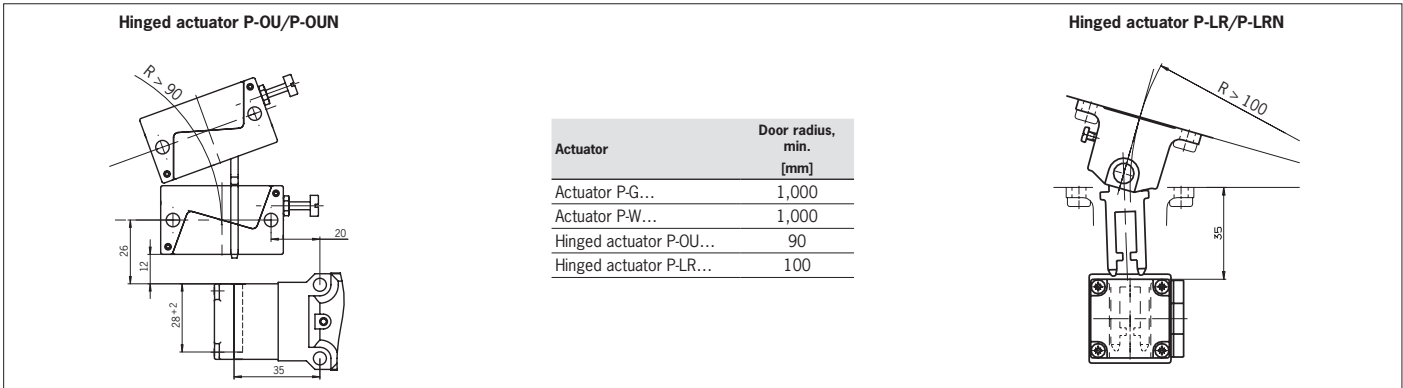 Hinged actuator P-OU/P-OUN
R > 90
26
12
20
28+2
35
Actuator
Door radius,
min.
[mm]
Actuator P-G… 1,000
Actuator P-W… 1,000
Hinged actuator P-OU… 90
Hinged actuator P-LR… 100
Hinged actuator P-LR/P-LRN
R > 100
35